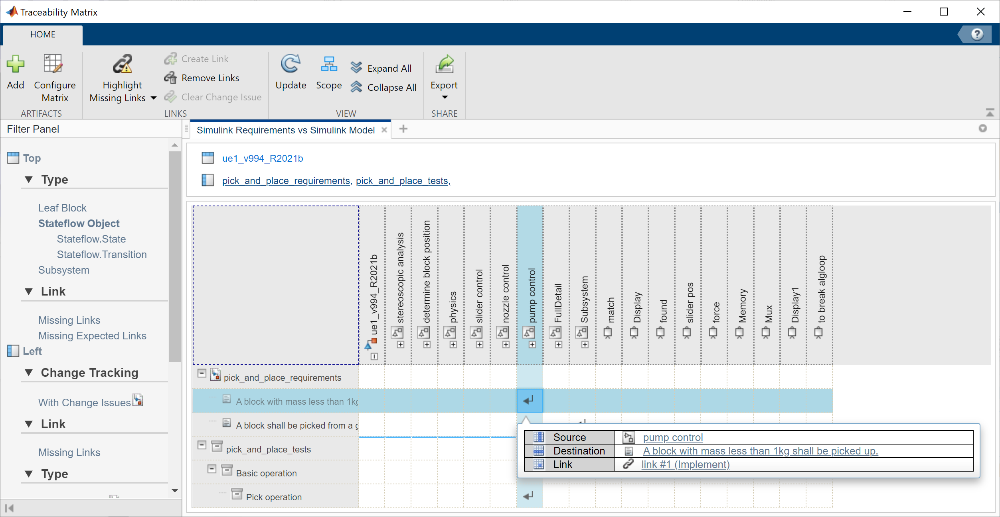 Traceability Matrix
HOME
Add
Configure
Matrix
ARTIFACTS
Highlight
Missing Links
Create Link
Remove Links
Clear Change Issue
LINKS
Update
Scope
Expand All
Collapse All
VIEW
Export
SHARE
Filter Panel
Top
Type
Leaf Block
Stateflow Object
Stateflow.State
Stateflow.Transition
Subsystem
Link
Missing Links
Missing Expected Links
Left
Change Tracking
With Change Issues
Link
Missing Links
Type
Simulink Requirements vs Simulink Model
ue1_v994_R2021b
pick_and_place_requirements, pick_and_place_tests,
ue1_v994_R2021b
stereoscopic analysis
determine block position
physics
slider control
nozzle control
pump control
FullDetail
Subsystem
match
Display
found
slider pos
force
Memory
Mux
Display1
to break algloop
pick_and_place_requirements
A block with mass less than 1kg
A block shall be picked from a g
pick_and_place_tests
Basic operation
Pick operation
Source pump control
Destination A block with mass less than 1kg shall be picked up.
Link link #1 (Implement)